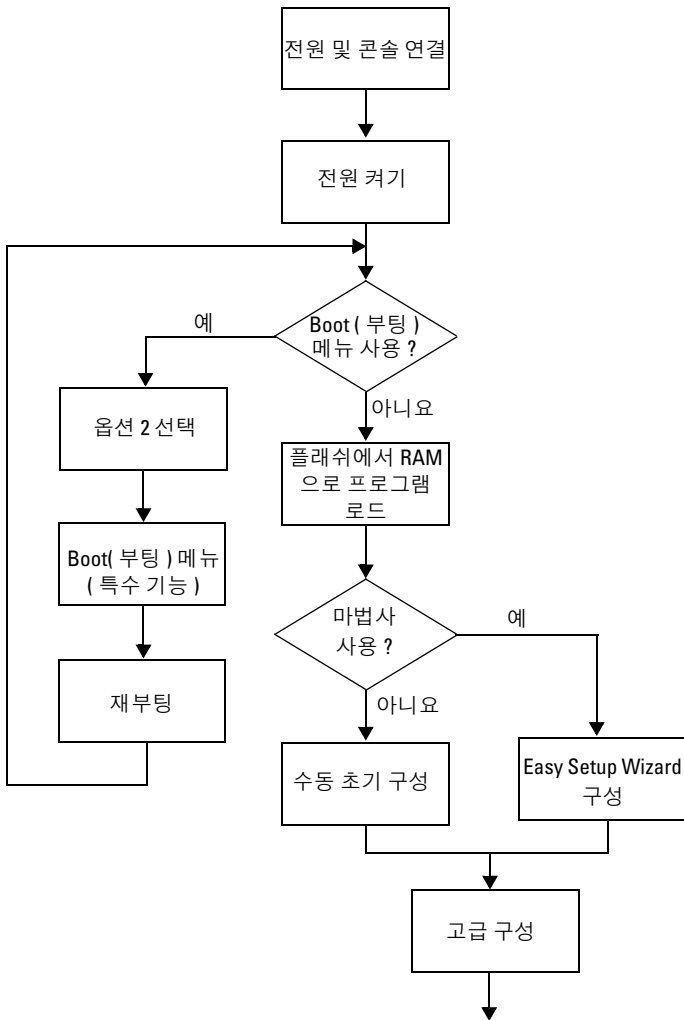 전원 및 콘솔 연결
전원 켜기
예
Boot ( 부팅 )
메뉴 사용 ?
아니요
옵션 2 선택
플래쉬에서 RAM
으로 프로그램
로드
Boot( 부팅 ) 메뉴
( 특수 기능 )
마법사
사용 ?
예
아니요
재부팅
수동 초기 구성
Easy Setup Wizard
구성
고급 구성